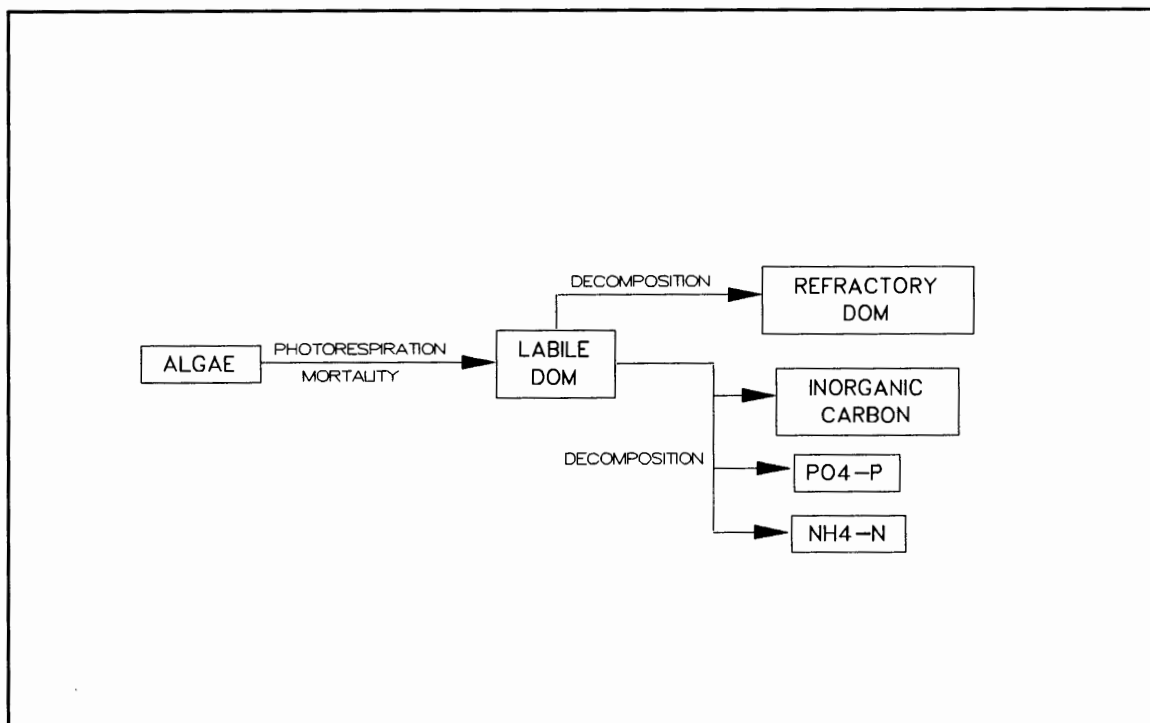 DECOMPOSITION
REFRACTORY
DOM
ALGAE
PHOTORESPIRATION
MORTALITY
LABILE
DOM
INORGANIC
CARBON
DECOMPOSITION
PO4-P
NH4-N